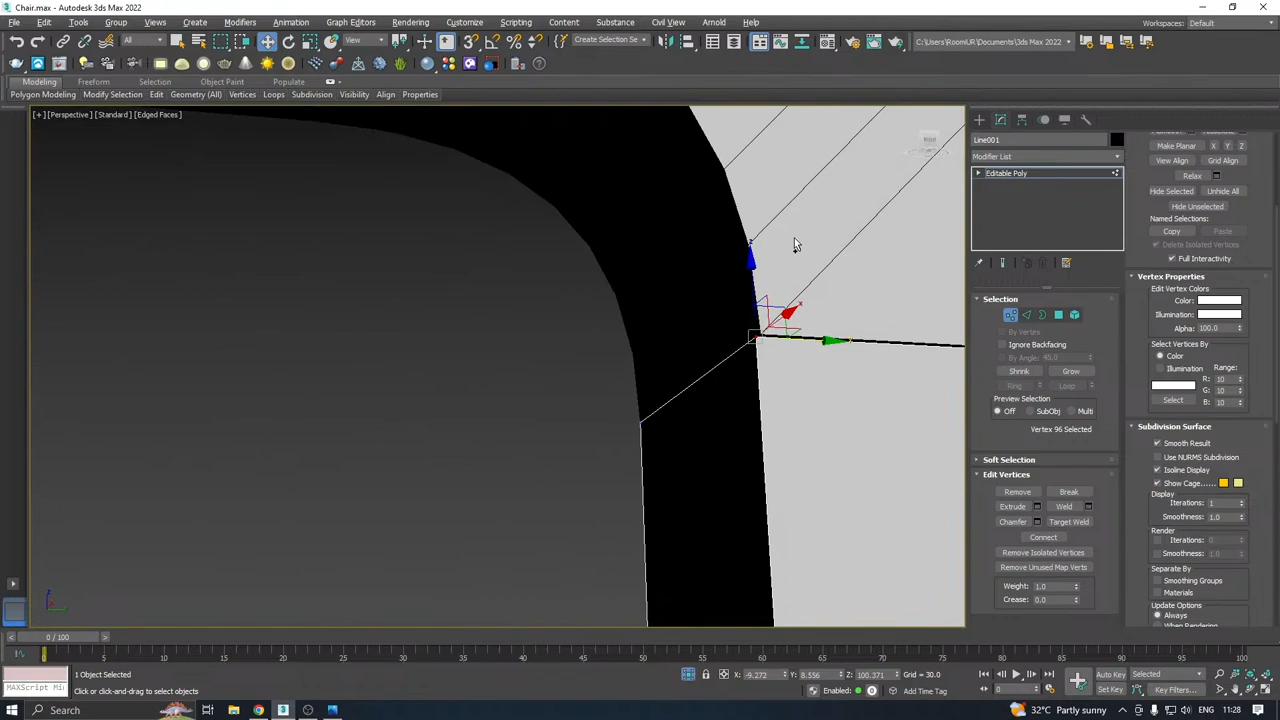 Chair.max - Autodesk 3ds Max 2022
File Edit Tools Group Views Create Modifiers Animation Graph Editors Rendering Customize Scripting Content Substance Civil View Arnold Help
Workspaces: Default
All
View
Create Selection Se
C:\Users\RoomUR\Documents\3ds Max 2022
Modeling Freeform Selection Object Paint Populate
Polygon Modeling Modify Selection Edit Geometry (All) Vertices Loops Subdivision Visibility Align Properties
[+] [Perspective] [Standard] [Edged Faces]
Line001
Modifier List
Editable Poly
Make Planar X Y Z
View Align Grid Align
Relax
Hide Selected Unhide All
Hide Unselected
Named Selections:
Copy Paste
Delete Isolated Vertices
Full Interactivity
Selection
By Vertex
Ignore Backfacing
By Angle: 45.0
Shrink Grow
Ring Loop
Preview Selection
Off SubObj Multi
Vertex 96 Selected
Soft Selection
Edit Vertices
Remove Break
Extrude Weld
Chamfer Target Weld
Connect
Remove Isolated Vertices
Remove Unused Map Verts
Weight: 1.0
Crease: 0.0
Vertex Properties
Edit Vertex Colors
Color:
Illumination:
Alpha: 100.0
Select Vertices By
Color
Illumination Range:
R: 10
G: 10
B: 10
Select
Subdivision Surface
Smooth Result
Use NURMS Subdivision
Isoline Display
Show Cage......
Display
Iterations: 1
Smoothness: 1.0
Render
Iterations: 0
Smoothness: 1.0
Separate By
Smoothing Groups
Materials
Update Options
Always
When Rendering
0 / 100
0 5 10 15 20 25 30 35 40 45 50 55 60 65 70 75 80 85 90 95 100
1 Object Selected
MAXScript Mi
Click or click-and-drag to select objects
X: -9.272 Y: 8.556 Z: 100.371 Grid = 30.0
Enabled: Add Time Tag
Auto Key Selected
Set Key Key Filters...
0
Search
32°C Partly sunny
ENG 11:28